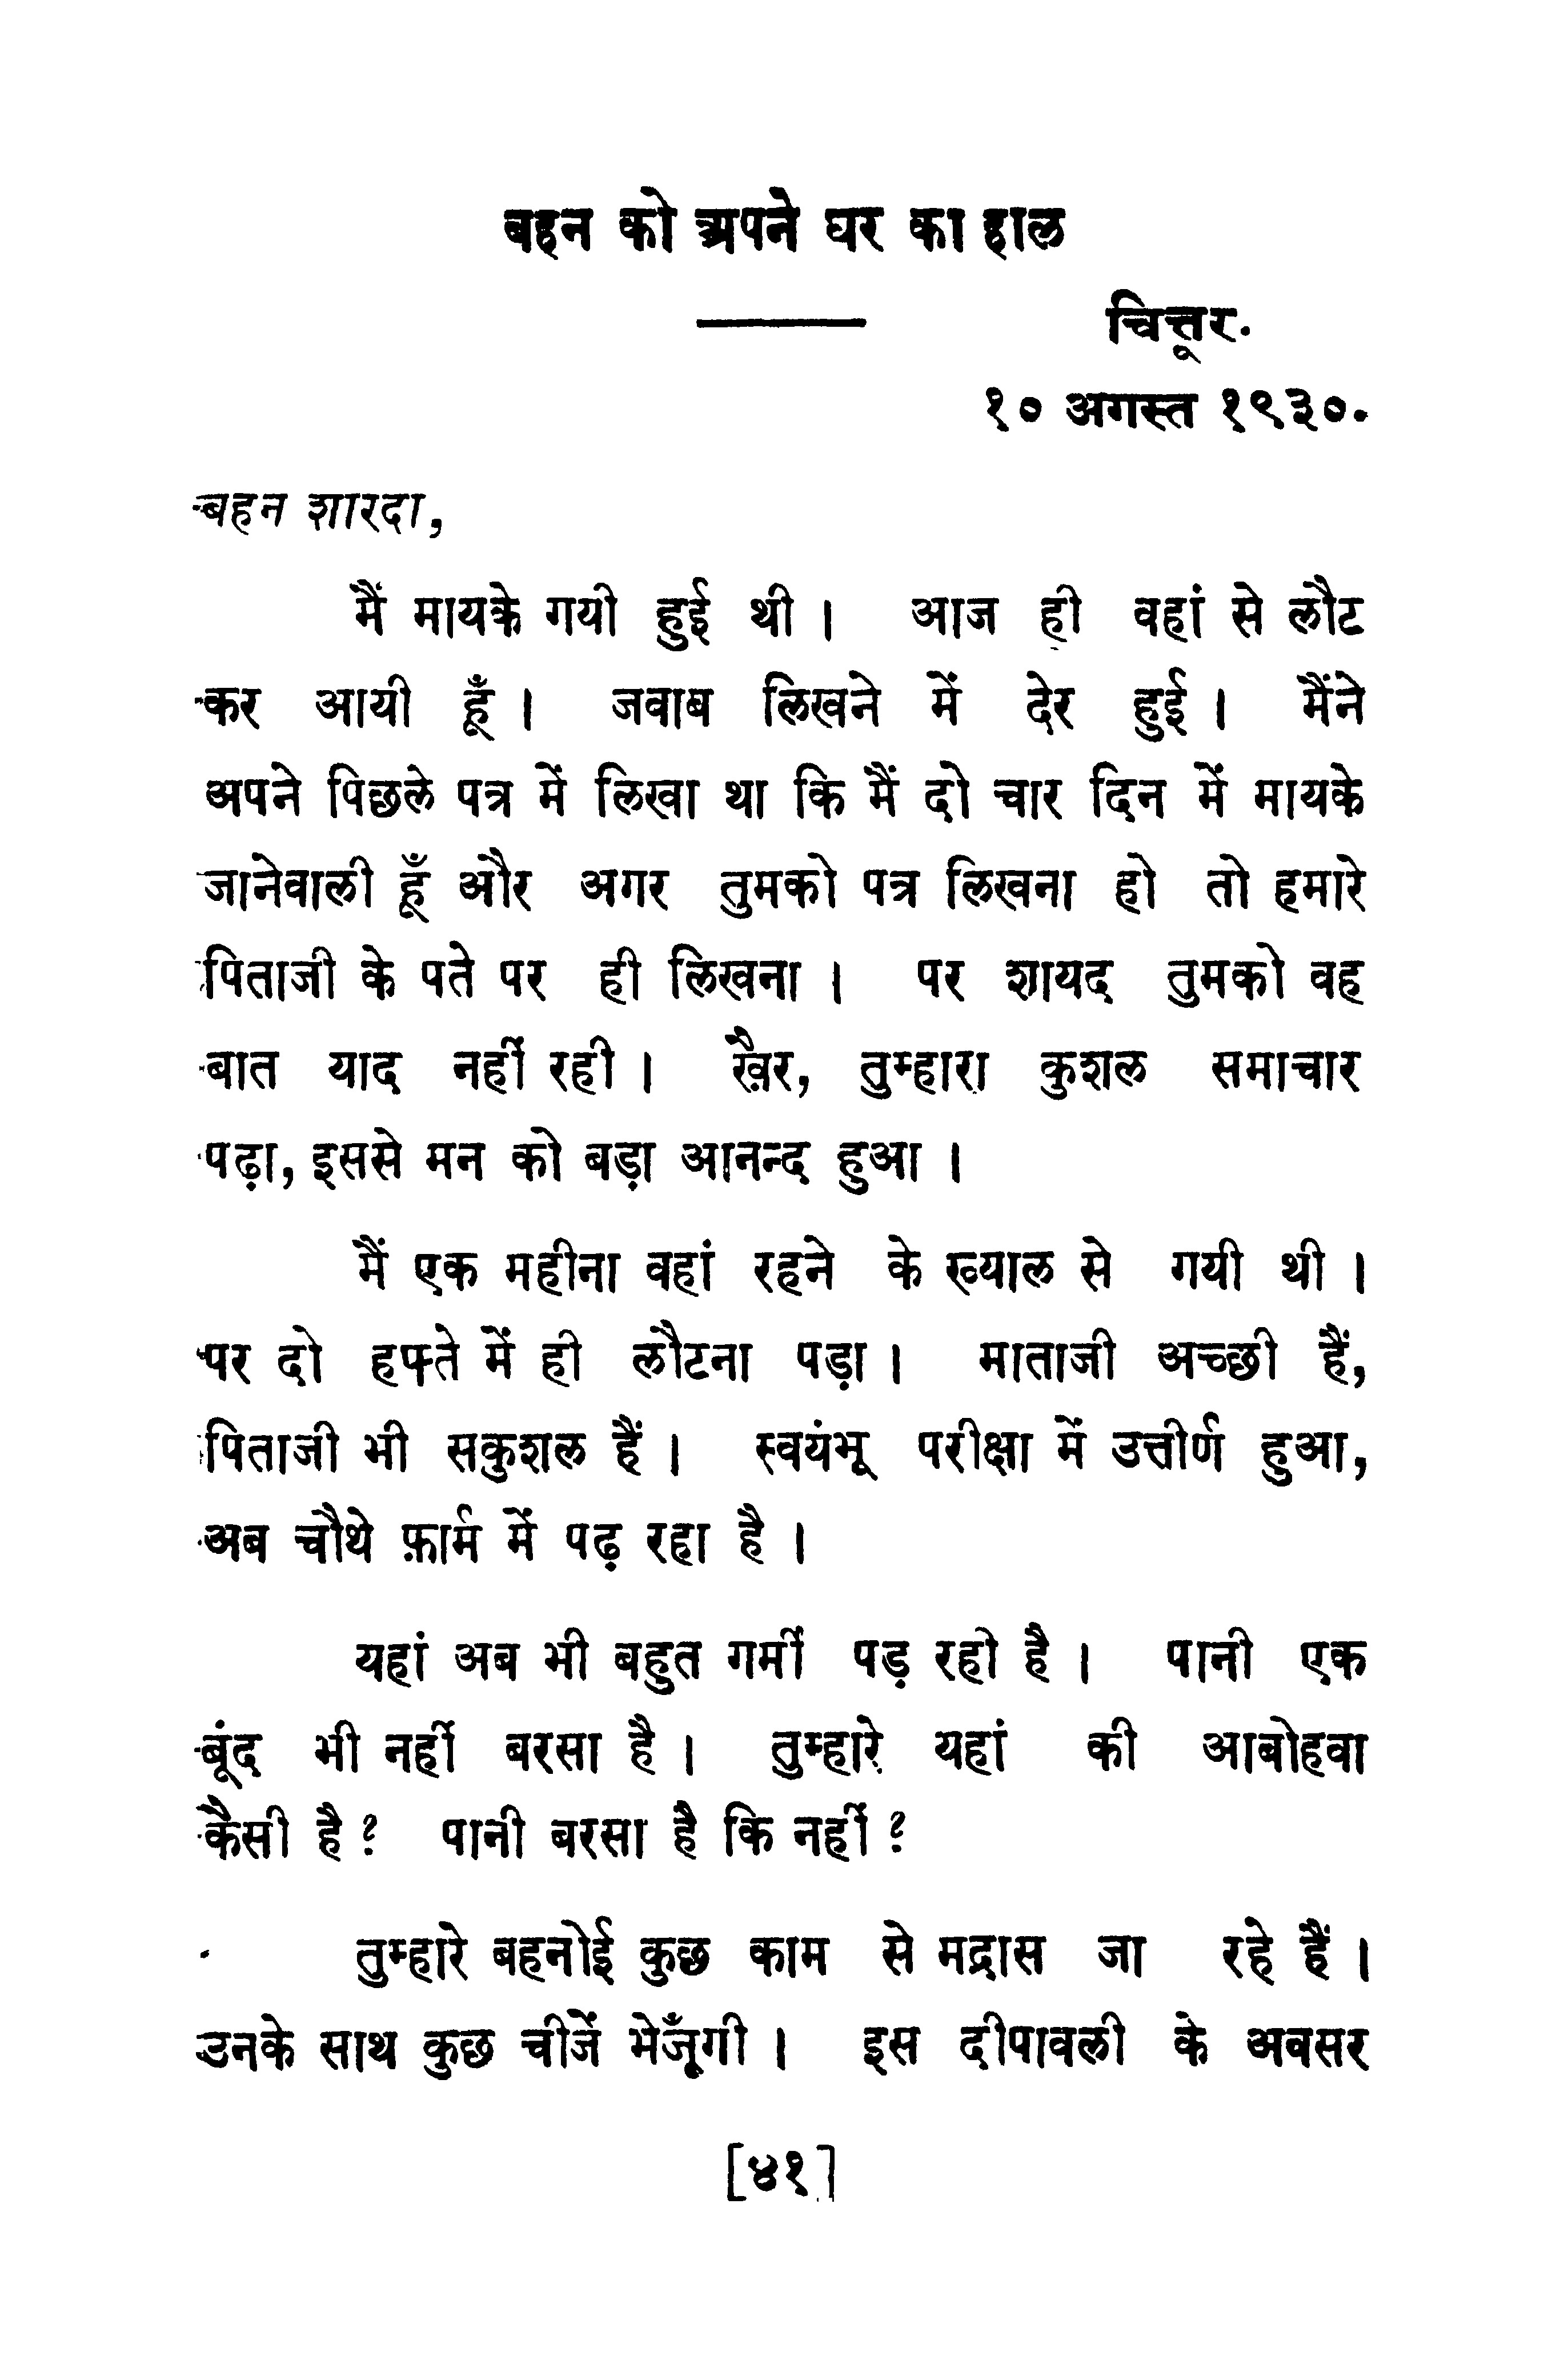 बहन को अपने घर का हाल
चित्तूर.
१० अगस्त १९३०.
बहन शारदा,
मैं मायके गयी हुई थी। आज ही वहां से लौट
कर आयी हूँ। जवाब लिखने में देर हुई। मैंने
अपने पिछले पत्र में लिखा था कि मैं दो चार दिन में मायके
जानेवाली हूँ और अगर तुमको पत्र लिखना हो तो हमारे
पिताजी के पते पर ही लिखना। पर शायद तुमको वह
बात याद नहीं रही। ख़ैर, तुम्हारा कुशल समाचार
पढ़ा, इससे मन को बड़ा आनन्द हुआ।
मैं एक महीना वहां रहने के ख्याल से गयी थी।
पर दो हफ्ते में ही लौटना पड़ा। माताजी अच्छी हैं,
पिताजी भी सकुशल हैं। स्वयंभू परीक्षा में उत्तीर्ण हुआ,
अब चौथे फ़ार्म में पढ़ रहा है।
यहां अब भी बहुत गर्मी पड़ रही है। पानी एक
बूंद भी नहीं बरसा है। तुम्हारे यहां की आबोहवा
कैसी है? पानी बरसा है कि नहीं?
तुम्हारे बहनोई कुछ काम से मद्रास जा रहे हैं।
उनके साथ कुछ चीजें भेजूँगी। इस दीपावली के अवसर
[४१]